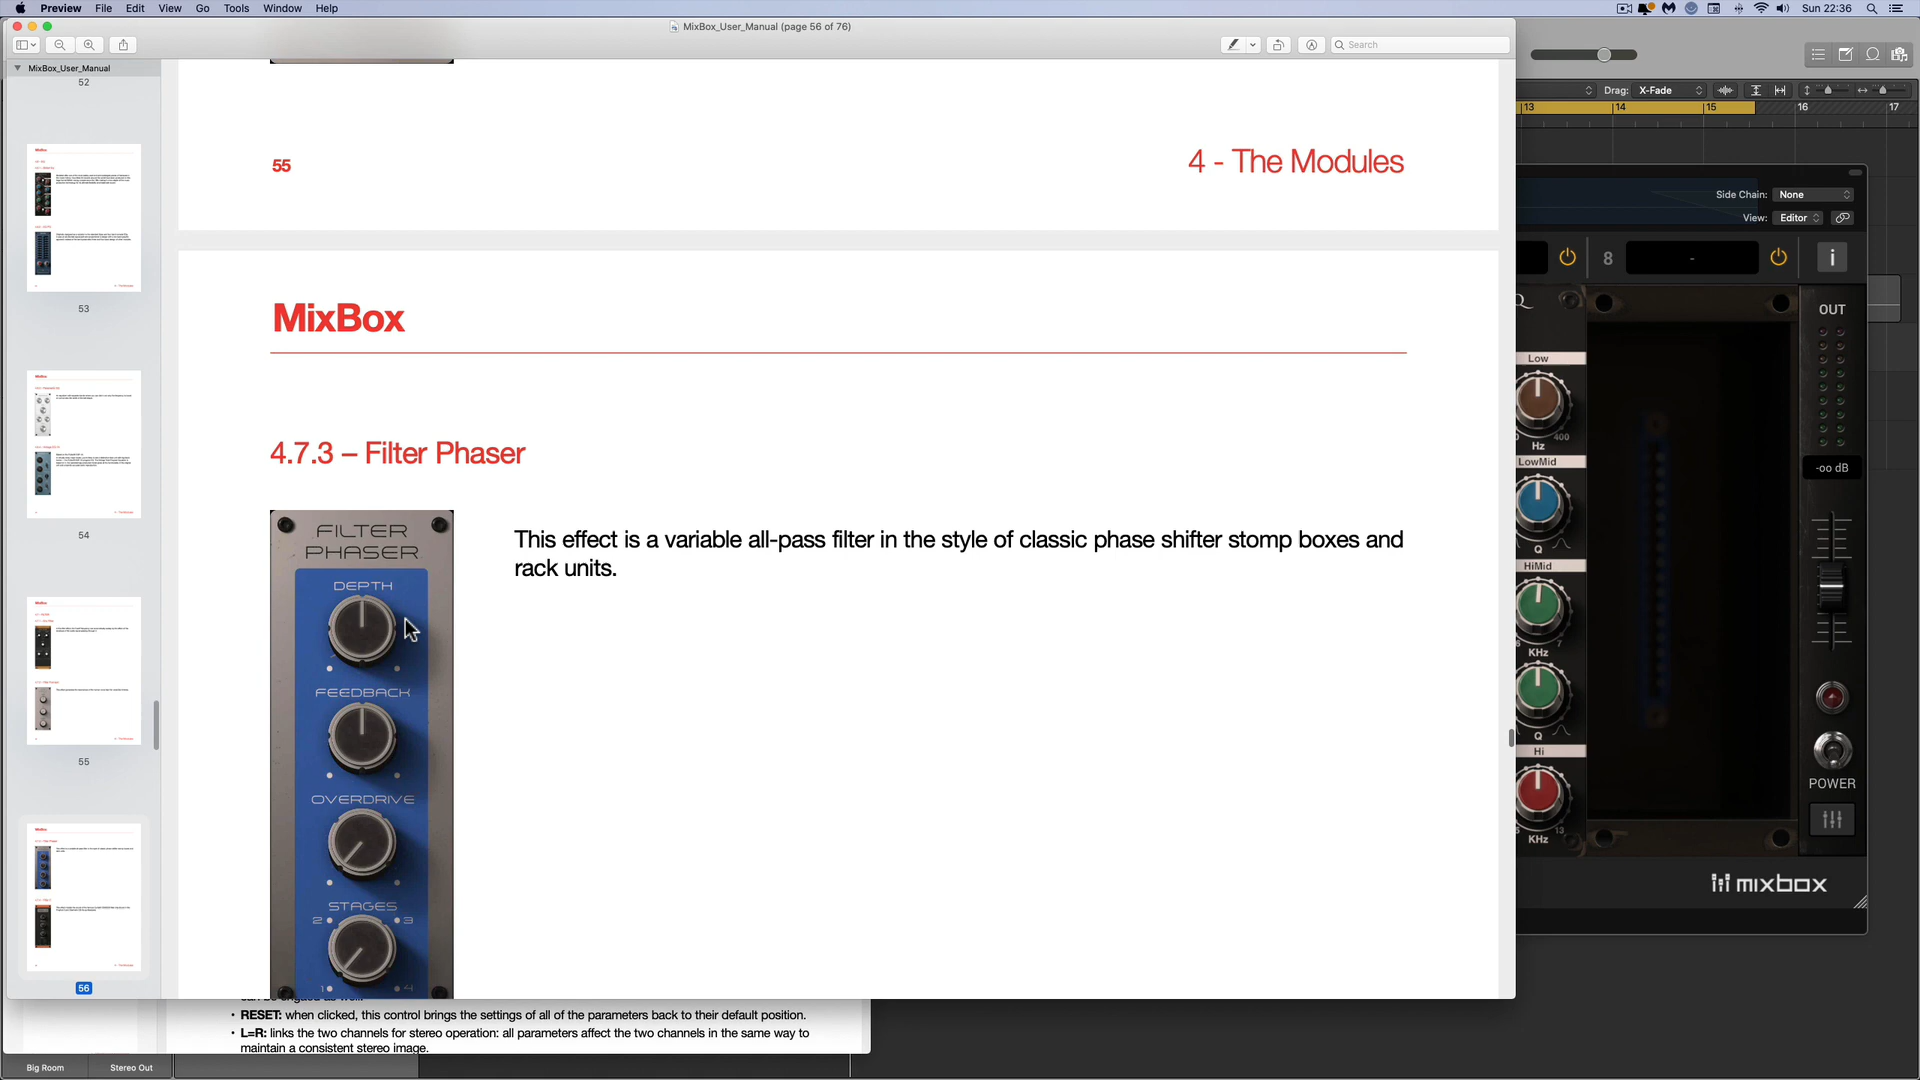 Preview File Edit View Go Tools Window Help
Sun 22:36
MixBox_User_Manual (page 56 of 76)
Search
MixBox_User_Manual
52
53
54
55
56
55
4 - The Modules
MixBox
4.7.3 – Filter Phaser
FILTER
PHASER
DEPTH
FEEDBACK
OVERDRIVE
STAGES
2 3
1 4
This effect is a variable all-pass filter in the style of classic phase shifter stomp boxes and
rack units.
• RESET: when clicked, this control brings the settings of all of the parameters back to their default position.
• L=R: links the two channels for stereo operation: all parameters affect the two channels in the same way to
maintain a consistent stereo image.
Big Room Stereo Out
Drag: X-Fade
13 14 15 16 17
Side Chain: None
View: Editor
8 - i
OUT
Low
400
Hz
LowMid
Q
HiMid
7
KHz
Q
Hi
13
KHz
-oo dB
POWER
mixbox